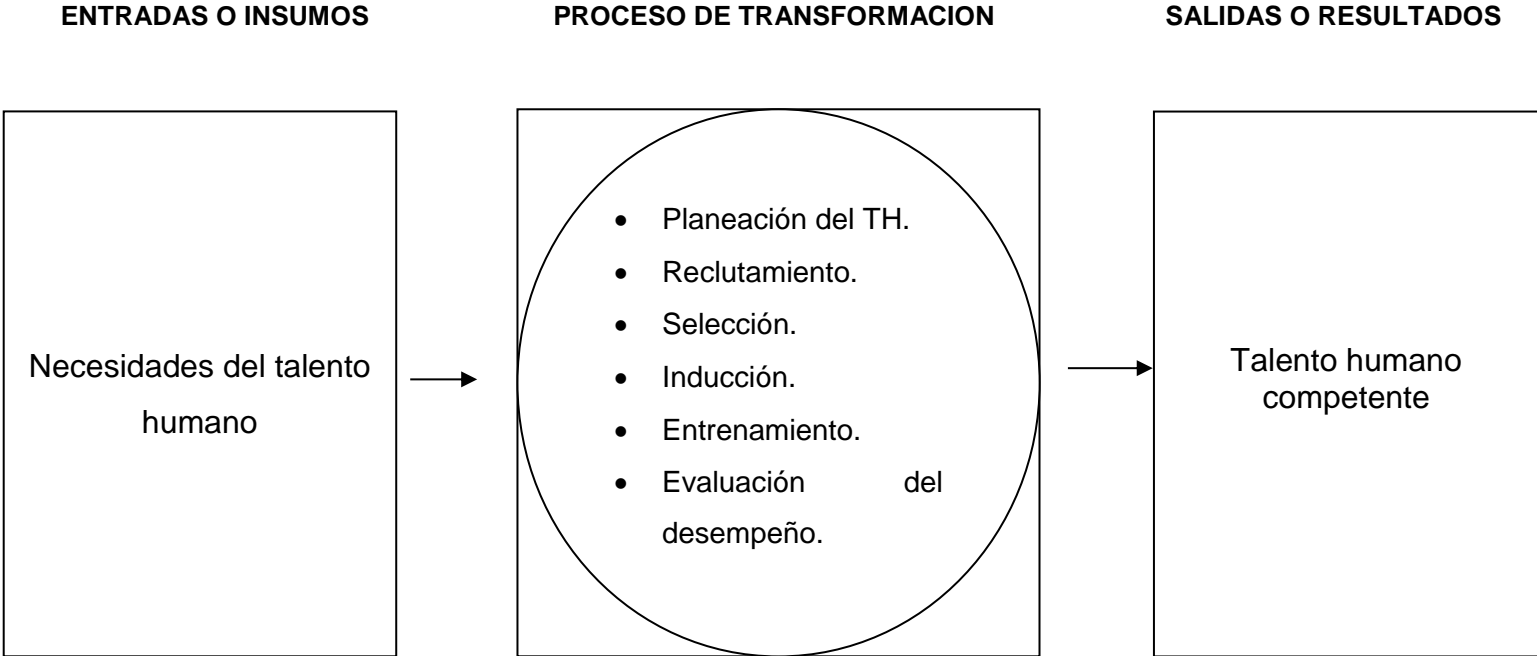 ENTRADAS O INSUMOS
PROCESO DE TRANSFORMACION
SALIDAS O RESULTADOS
Necesidades del talento
humano
• Planeación del TH.
• Reclutamiento.
• Selección.
• Inducción.
• Entrenamiento.
• Evaluación del
desempeño.
Talento humano
competente